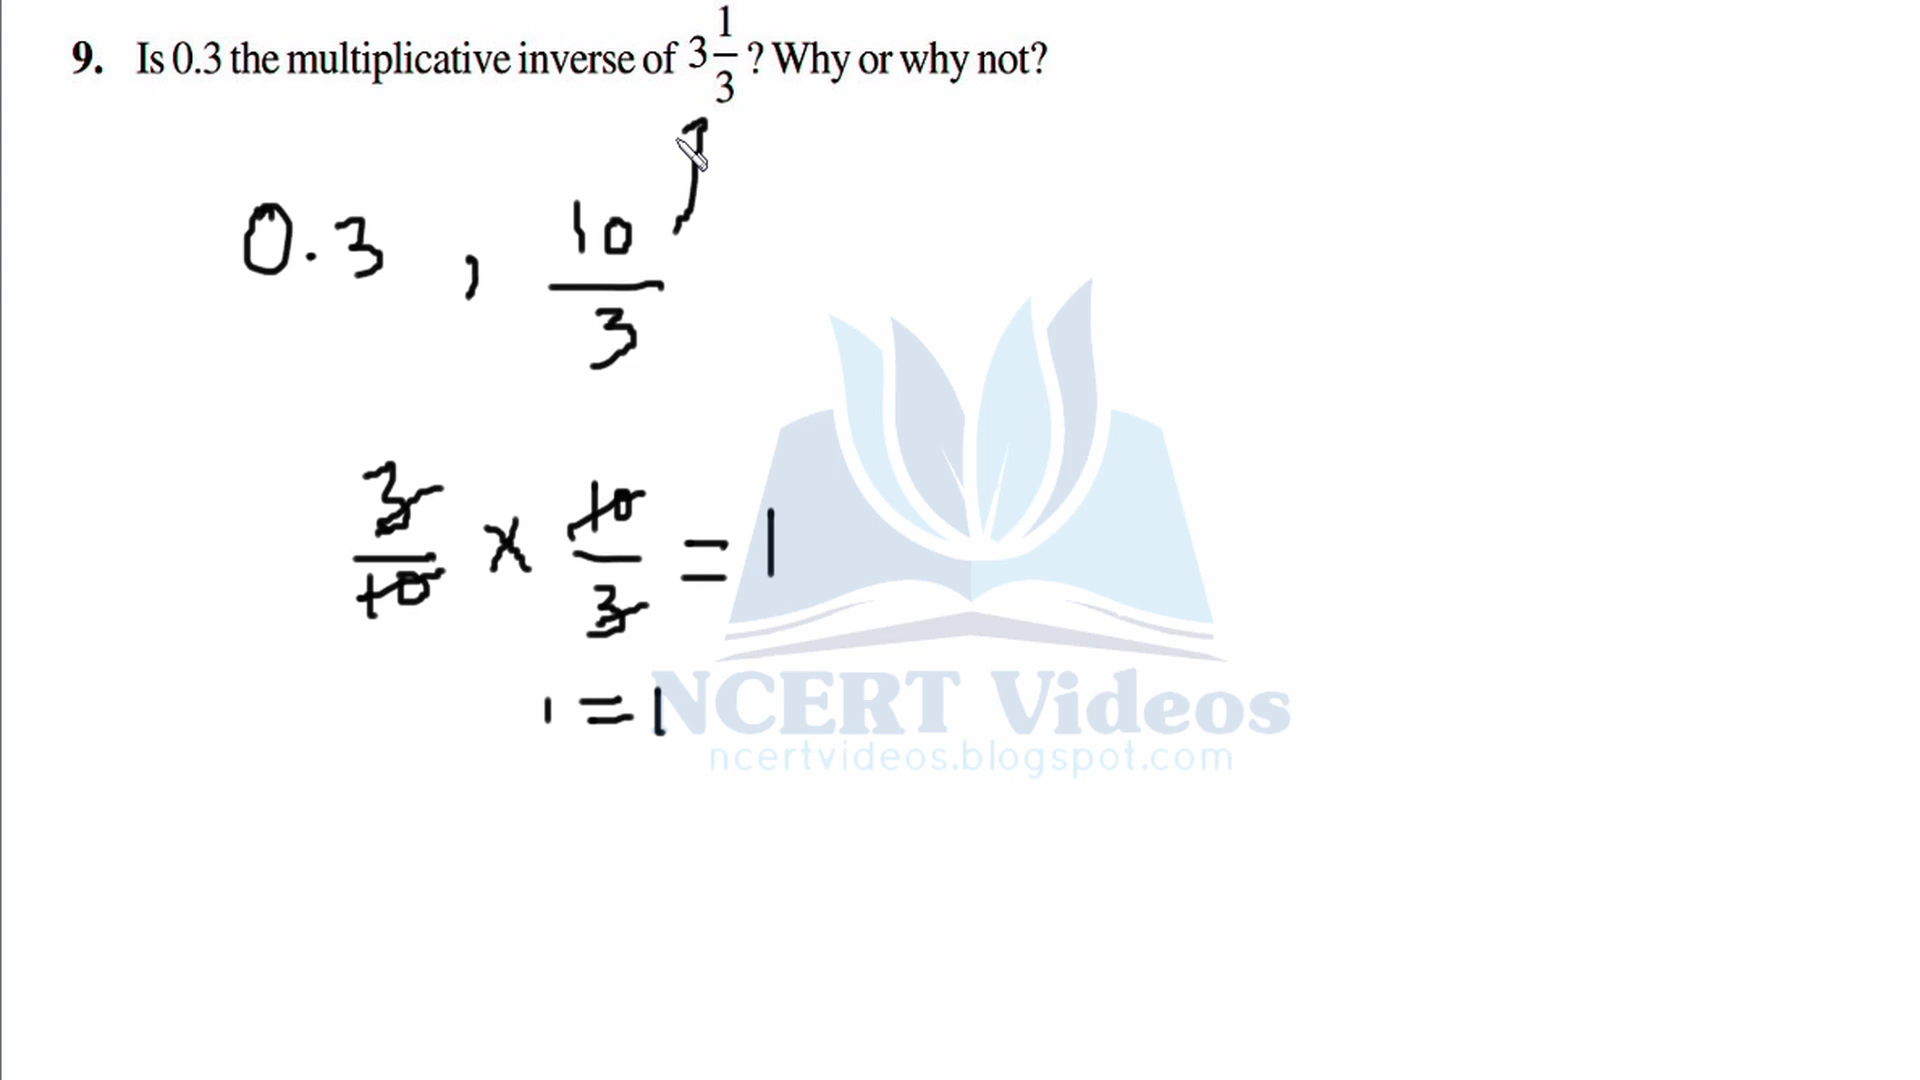 9. Is 0.3 the multiplicative inverse of 3 1/3 ? Why or why not?
0.3 , 10/3
3/10 x 10/3 = 1
1 = 1
NCERT Videos
ncertvideos.blogspot.com